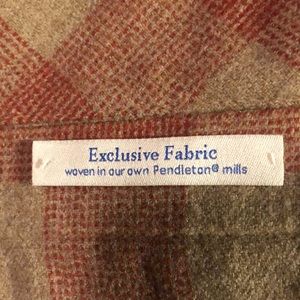 Exclusive Fabric
woven in our own Pendleton® mills